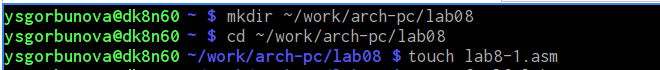 ysgorbunova@dk8n60 ~ $ mkdir ~/work/arch-pc/lab08
ysgorbunova@dk8n60 ~ $ cd ~/work/arch-pc/lab08
ysgorbunova@dk8n60 ~/work/arch-pc/lab08 $ touch lab8-1.asm